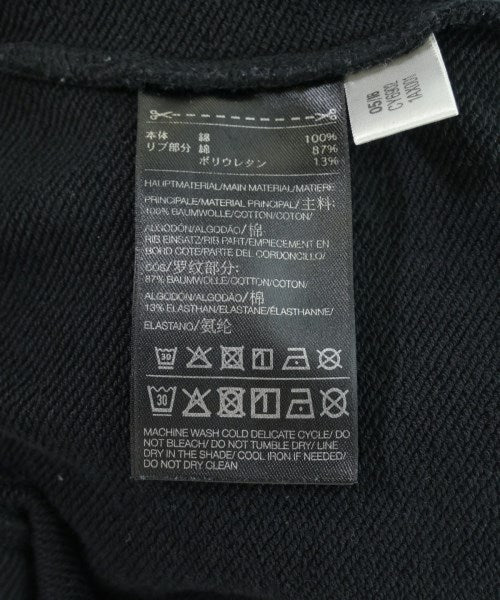 本体 綿 100%
リブ部分 綿 87%
ポリウレタン 13%
HAUPTMATERIAL/MAIN MATERIAL/MATIÈRE
PRINCIPALE/MATERIAL PRINCIPAL/主料:
100% BAUMWOLLE/COTTON/COTON/
ALGODÓN/ALGODÃO/棉
RIB EINSATZ/RIB PART/EMPIECEMENT EN
BORD COTE/PARTE DEL CORDONCILLO/
COS/罗纹部分:
87% BAUMWOLLE/COTTON/COTON/
ALGODÓN/ALGODÃO/棉
13% ELASTHAN/ELASTANE/ÉLASTHANNE/
ELASTANO/氨纶
30
30
MACHINE WASH COLD DELICATE CYCLE/ DO
NOT BLEACH/ DO NOT TUMBLE DRY/ LINE
DRY IN THE SHADE/ COOL IRON IF NEEDED/
DO NOT DRY CLEAN
05/18